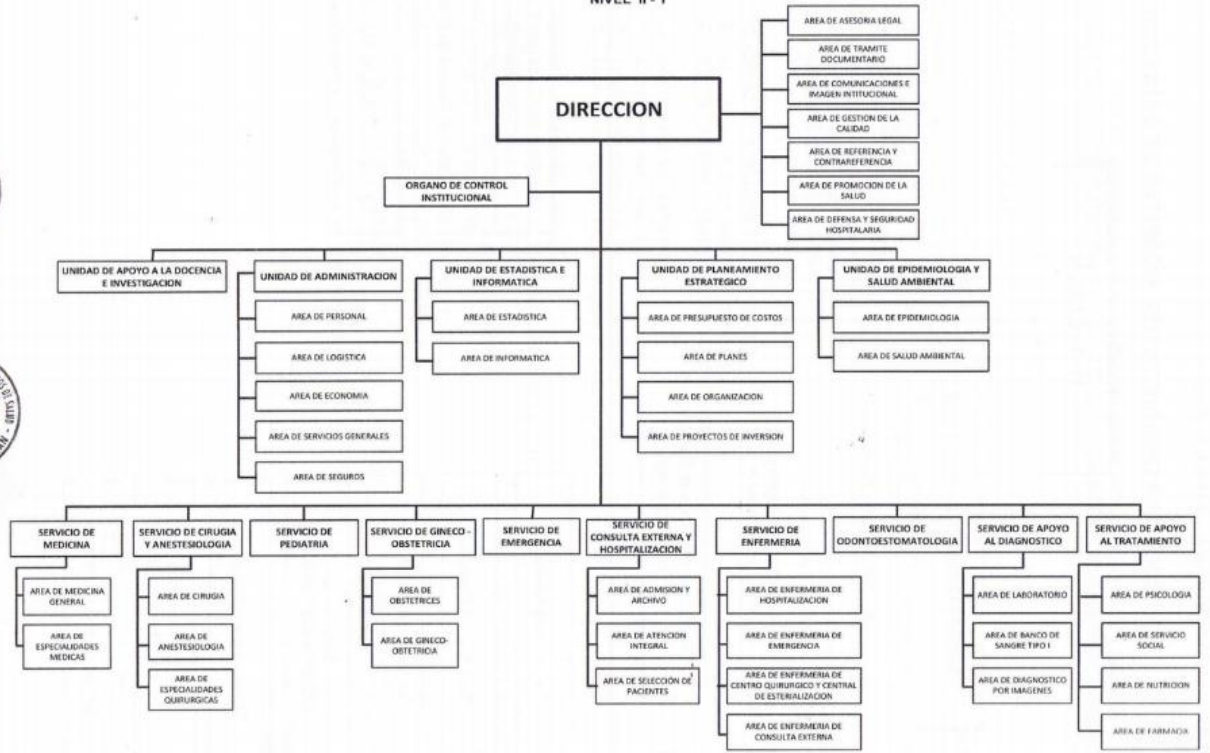 NIVEL II - 1
AREA DE ASESORIA LEGAL
AREA DE TRAMITE
DOCUMENTARIO
AREA DE COMUNICACIONES E
IMAGEN INTITUCIONAL
AREA DE GESTION DE LA
CALIDAD
AREA DE REFERENCIA Y
CONTRAREFERENCIA
AREA DE PROMOCION DE LA
SALUD
AREA DE DEFENSA Y SEGURIDAD
HOSPITALARIA
DIRECCION
ORGANO DE CONTROL
INSTITUCIONAL
UNIDAD DE APOYO A LA DOCENCIA
E INVESTIGACION
UNIDAD DE ADMINISTRACION
AREA DE PERSONAL
AREA DE LOGISTICA
AREA DE ECONOMIA
AREA DE SERVICIOS GENERALES
AREA DE SEGUROS
UNIDAD DE ESTADISTICA E
INFORMATICA
AREA DE ESTADISTICA
AREA DE INFORMATICA
UNIDAD DE PLANEAMIENTO
ESTRATEGICO
AREA DE PRESUPUESTO DE COSTOS
AREA DE PLANES
AREA DE ORGANIZACION
AREA DE PROYECTOS DE INVERSION
UNIDAD DE EPIDEMIOLOGIA Y
SALUD AMBIENTAL
AREA DE EPIDEMIOLOGIA
AREA DE SALUD AMBIENTAL
OS DE SALUD
SERVICIO DE
MEDICINA
AREA DE MEDICINA
GENERAL
AREA DE
ESPECIALIDADES
MEDICAS
SERVICIO DE CIRUGIA
Y ANESTESIOLOGIA
AREA DE CIRUGIA
AREA DE
ANESTESIOLOGIA
AREA DE
ESPECIALIDADES
QUIRURGICAS
SERVICIO DE
PEDIATRIA
SERVICIO DE GINECO -
OBSTETRICIA
AREA DE
OBSTETRICES
AREA DE GINECO-
OBTETRICIA
SERVICIO DE
EMERGENCIA
SERVICIO DE
CONSULTA EXTERNA Y
HOSPITALIZACION
AREA DE ADMISION Y
ARCHIVO
AREA DE ATENCION
INTEGRAL
AREA DE SELECCIÓN DE
PACIENTES
SERVICIO DE
ENFERMERIA
AREA DE ENFERMERIA DE
HOSPITALIZACION
AREA DE ENFERMERIA DE
EMERGENCIA
AREA DE ENFERMERIA DE
CENTRO QUIRURGICO Y CENTRAL
DE ESTERIALIZACION
AREA DE ENFERMERIA DE
CONSULTA EXTERNA
SERVICIO DE
ODONTOESTOMATOLOGIA
SERVICIO DE APOYO
AL DIAGNOSTICO
AREA DE LABORATORIO
AREA DE BANCO DE
SANGRE TIPO I
AREA DE DIAGNOSTICO
POR IMAGENES
SERVICIO DE APOYO
AL TRATAMIENTO
AREA DE PSICOLOGIA
AREA DE SERVICIO
SOCIAL
AREA DE NUTRICION
AREA DE FARMACIA